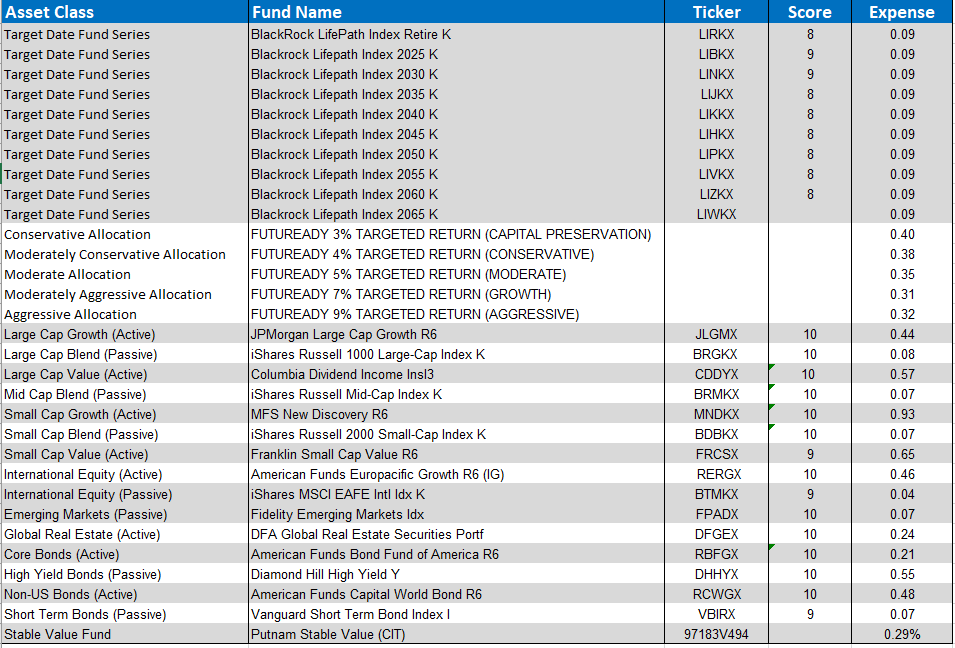 Asset Class Fund Name Ticker Score Expense
Target Date Fund Series BlackRock LifePath Index Retire K LIRKX 8 0.09
Target Date Fund Series Blackrock Lifepath Index 2025 K LIBKX 9 0.09
Target Date Fund Series Blackrock Lifepath Index 2030 K LINKX 9 0.09
Target Date Fund Series Blackrock Lifepath Index 2035 K LIJKX 8 0.09
Target Date Fund Series Blackrock Lifepath Index 2040 K LIKKX 8 0.09
Target Date Fund Series Blackrock Lifepath Index 2045 K LIHKX 8 0.09
Target Date Fund Series Blackrock Lifepath Index 2050 K LIPKX 8 0.09
Target Date Fund Series Blackrock Lifepath Index 2055 K LIVKX 8 0.09
Target Date Fund Series Blackrock Lifepath Index 2060 K LIZKX 8 0.09
Target Date Fund Series Blackrock Lifepath Index 2065 K LIWKX 0.09
Conservative Allocation FUTUREADY 3% TARGETED RETURN (CAPITAL PRESERVATION) 0.40
Moderately Conservative Allocation FUTUREADY 4% TARGETED RETURN (CONSERVATIVE) 0.38
Moderate Allocation FUTUREADY 5% TARGETED RETURN (MODERATE) 0.35
Moderately Aggressive Allocation FUTUREADY 7% TARGETED RETURN (GROWTH) 0.31
Aggressive Allocation FUTUREADY 9% TARGETED RETURN (AGGRESSIVE) 0.32
Large Cap Growth (Active) JPMorgan Large Cap Growth R6 JLGMX 10 0.44
Large Cap Blend (Passive) iShares Russell 1000 Large-Cap Index K BRGKX 10 0.08
Large Cap Value (Active) Columbia Dividend Income Insl3 CDDYX 10 0.57
Mid Cap Blend (Passive) iShares Russell Mid-Cap Index K BRMKX 10 0.07
Small Cap Growth (Active) MFS New Discovery R6 MNDKX 10 0.93
Small Cap Blend (Passive) iShares Russell 2000 Small-Cap Index K BDBKX 10 0.07
Small Cap Value (Active) Franklin Small Cap Value R6 FRCSX 9 0.65
International Equity (Active) American Funds Europacific Growth R6 (IG) RERGX 10 0.46
International Equity (Passive) iShares MSCI EAFE Intl Idx K BTMKX 9 0.04
Emerging Markets (Passive) Fidelity Emerging Markets Idx FPADX 10 0.07
Global Real Estate (Active) DFA Global Real Estate Securities Portf DFGEX 10 0.24
Core Bonds (Active) American Funds Bond Fund of America R6 RBFGX 10 0.21
High Yield Bonds (Passive) Diamond Hill High Yield Y DHHYX 10 0.55
Non-US Bonds (Active) American Funds Capital World Bond R6 RCWGX 10 0.48
Short Term Bonds (Passive) Vanguard Short Term Bond Index I VBIRX 9 0.07
Stable Value Fund Putnam Stable Value (CIT) 97183V494 0.29%